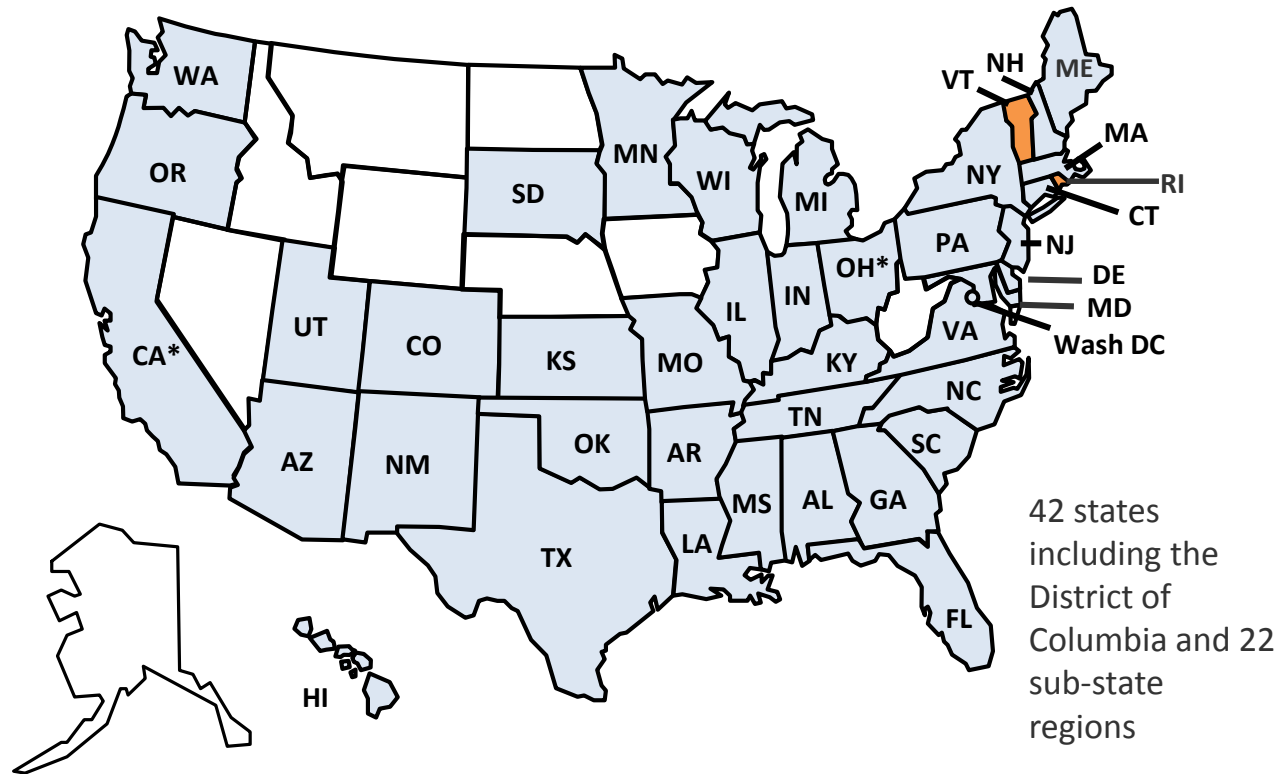 NH
ME
VT
WA
MA
MN
OR
WI
NY
RI
SD
MI
CT
PA
NJ
OH*
DE
IN
MD
IL
UT
VA
CO
Wash DC
CA*
KS
MO
KY
NC
TN
OK
SC
AR
AZ
NM
MS
AL
GA
LA
TX
FL
HI
42 states
including the
District of
Columbia and 22
sub-state
regions